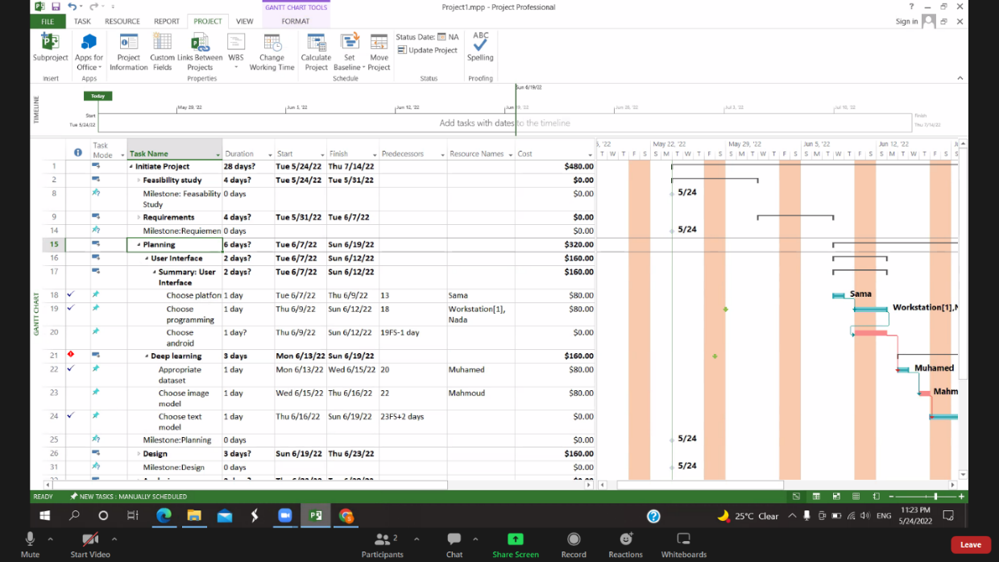 GANTT CHART TOOLS
Project1.mpp - Project Professional
?
FILE TASK RESOURCE REPORT PROJECT VIEW FORMAT
Sign in
Subproject
Apps for Office
Project Information
Custom Fields
Links Between Projects
WBS
Change Working Time
Calculate Project
Set Baseline
Move Project
Status Date: NA
Update Project
ABC
Spelling
Insert Apps Properties Schedule Status Proofing
TIMELINE
Sun 6/19/22
Today
May 29, '22 Jun 5, '22 Jun 12, '22
Start
Tue 5/24/22
Add tasks with dates to the timeline
Finish
Thu 7/14/22
GANTT CHART
Task Mode Task Name Duration Start Finish Predecessors Resource Names Cost
May 22, '22 May 29, '22 Jun 5, '22 Jun 12, '22
T W T F S S M T W T F S S M T W T F S S M T W T F S S M T W T F S
1 Initiate Project 28 days? Tue 5/24/22 Thu 7/14/22 $480.00
2 Feasibility study 4 days? Tue 5/24/22 Tue 5/31/22 $0.00
8 Milestone: Feasability Study 0 days $0.00 5/24
9 Requirements 4 days? Tue 5/31/22 Tue 6/7/22 $0.00
14 Milestone:Requiemen 0 days $0.00 5/24
15 Planning 6 days? Tue 6/7/22 Sun 6/19/22 $320.00
16 User Interface 2 days? Tue 6/7/22 Sun 6/12/22 $160.00
17 Summary: User Interface 2 days? Tue 6/7/22 Sun 6/12/22 $160.00
18 Choose platforn 1 day Tue 6/7/22 Thu 6/9/22 13 Sama $80.00 Sama
19 Choose programming 1 day Thu 6/9/22 Sun 6/12/22 18 Workstation[1], Nada $80.00 Workstation[1],N
20 Choose android 1 day? Thu 6/9/22 Sun 6/12/22 19FS-1 day $0.00
21 Deep learning 3 days Mon 6/13/22 Sun 6/19/22 $160.00
22 Appropriate dataset 1 day Mon 6/13/22 Wed 6/15/22 20 Muhamed $80.00 Muhamed
23 Choose image model 1 day Wed 6/15/22 Thu 6/16/22 22 Mahmoud $80.00 Mahm
24 Choose text model 1 day Thu 6/16/22 Sun 6/19/22 23FS+2 days $0.00
25 Milestone:Planning 0 days $0.00 5/24
26 Design 3 days? Sun 6/19/22 Thu 6/23/22 $160.00
31 Milestone:Design 0 days $0.00 5/24
READY NEW TASKS : MANUALLY SCHEDULED
25°C Clear
ENG
11:23 PM
5/24/2022
Mute
Start Video
Participants 2
Chat
Share Screen
Record
Reactions
Whiteboards
Leave